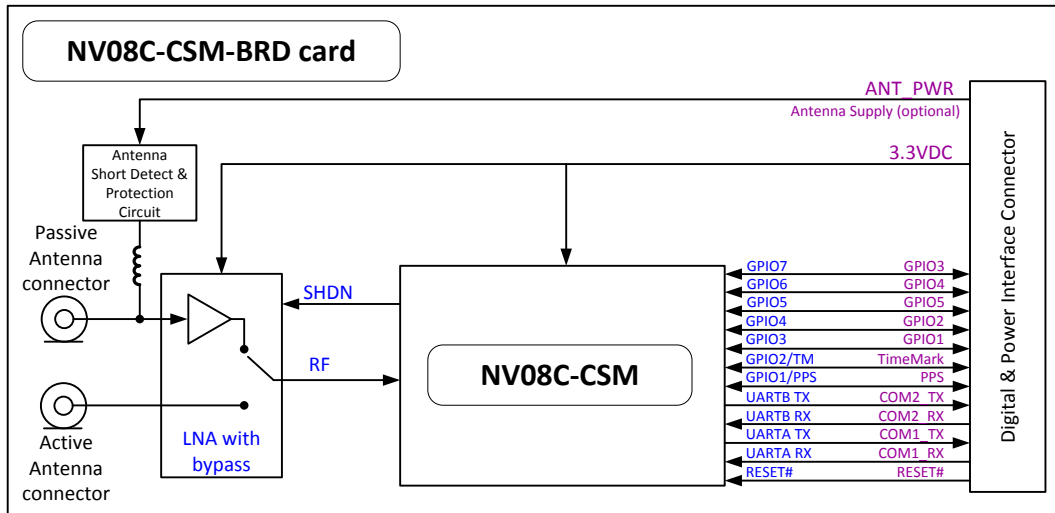 NV08C-CSM-BRD card
ANT_PWR
Antenna Supply (optional)
3.3VDC
Antenna
Short Detect &
Protection
Circuit
Passive
Antenna
connector
SHDN
RF
LNA with
bypass
Active
Antenna
connector
NV08C-CSM
GPIO7 GPIO3
GPIO6 GPIO4
GPIO5 GPIO5
GPIO4 GPIO2
GPIO3 GPIO1
GPIO2/TM TimeMark
GPIO1/PPS PPS
UARTB TX COM2_TX
UARTB RX COM2_RX
UARTA TX COM1_TX
UARTA RX COM1_RX
RESET# RESET#
Digital & Power Interface Connector